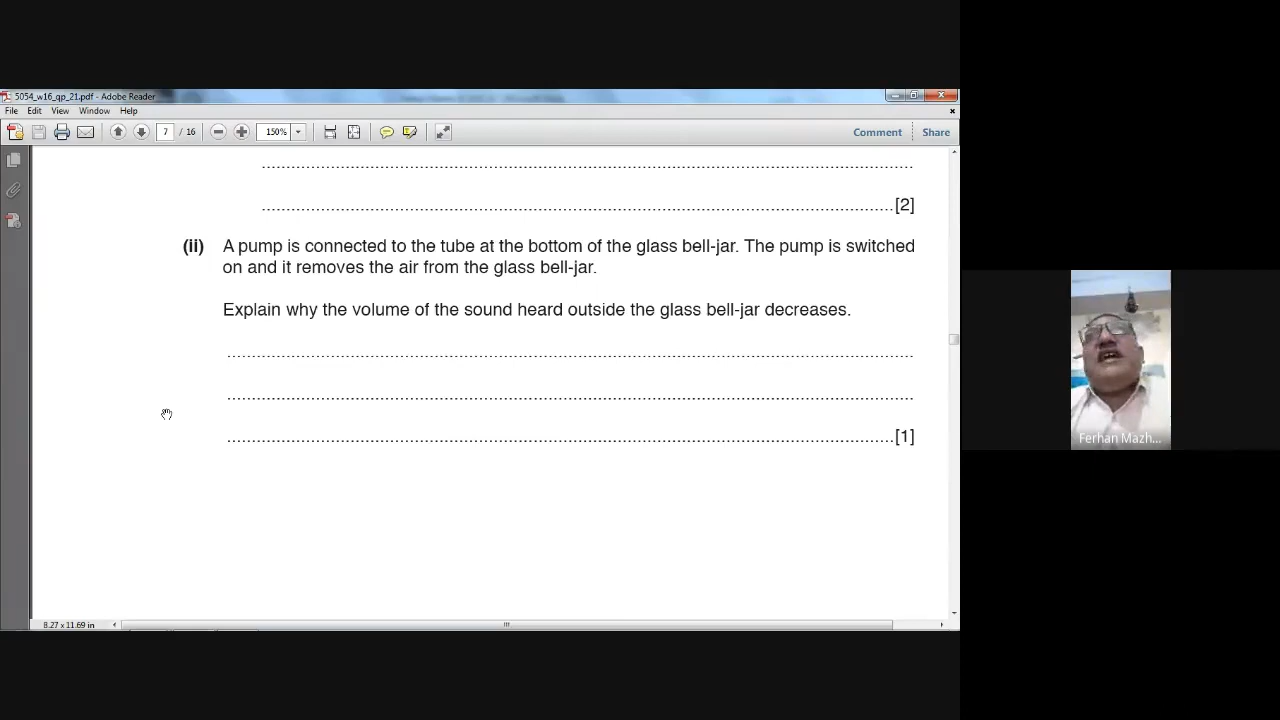 5054_w16_qp_21.pdf - Adobe Reader
File Edit View Window Help
7 / 16 150% Comment Share
[2]
(ii) A pump is connected to the tube at the bottom of the glass bell-jar. The pump is switched
on and it removes the air from the glass bell-jar.
Explain why the volume of the sound heard outside the glass bell-jar decreases.
[1]
Ferhan Mazh...
8.27 x 11.69 in